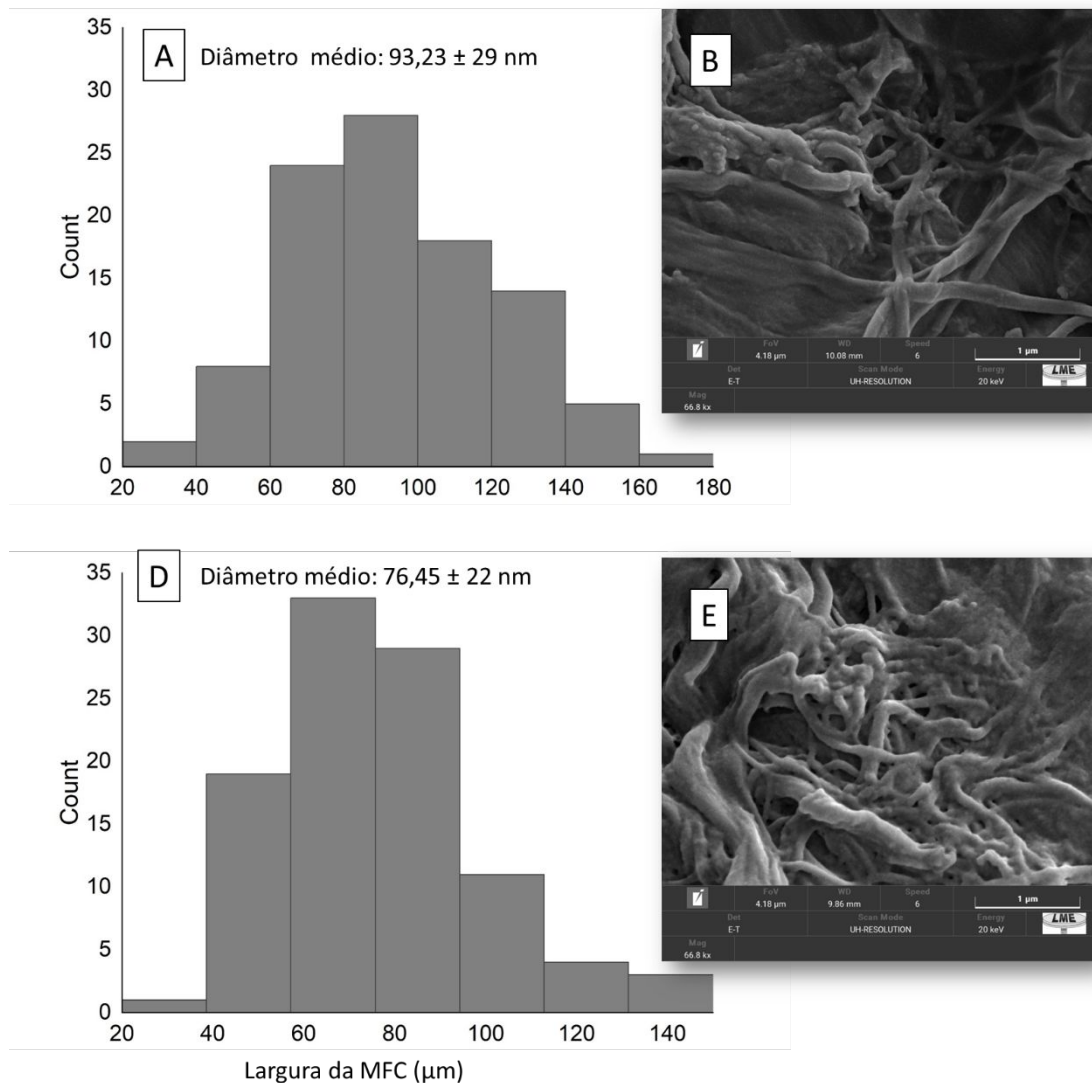 35
A Diâmetro médio: 93,23 ± 29 nm
30
25
20
15
10
5
0
Count
20 40 60 80 100 120 140 160 180
B
FoV WD Speed
4.18 µm 10.08 mm 6 1 µm
Det Scan Mode Energy
E-T UH-RESOLUTION 20 keV LME
Mag
66.8 kx
35
D Diâmetro médio: 76,45 ± 22 nm
30
25
20
15
10
5
0
Count
20 40 60 80 100 120 140
Largura da MFC (µm)
E
FoV WD Speed
4.18 µm 9.86 mm 6 1 µm
Det Scan Mode Energy
E-T UH-RESOLUTION 20 keV LME
Mag
66.8 kx